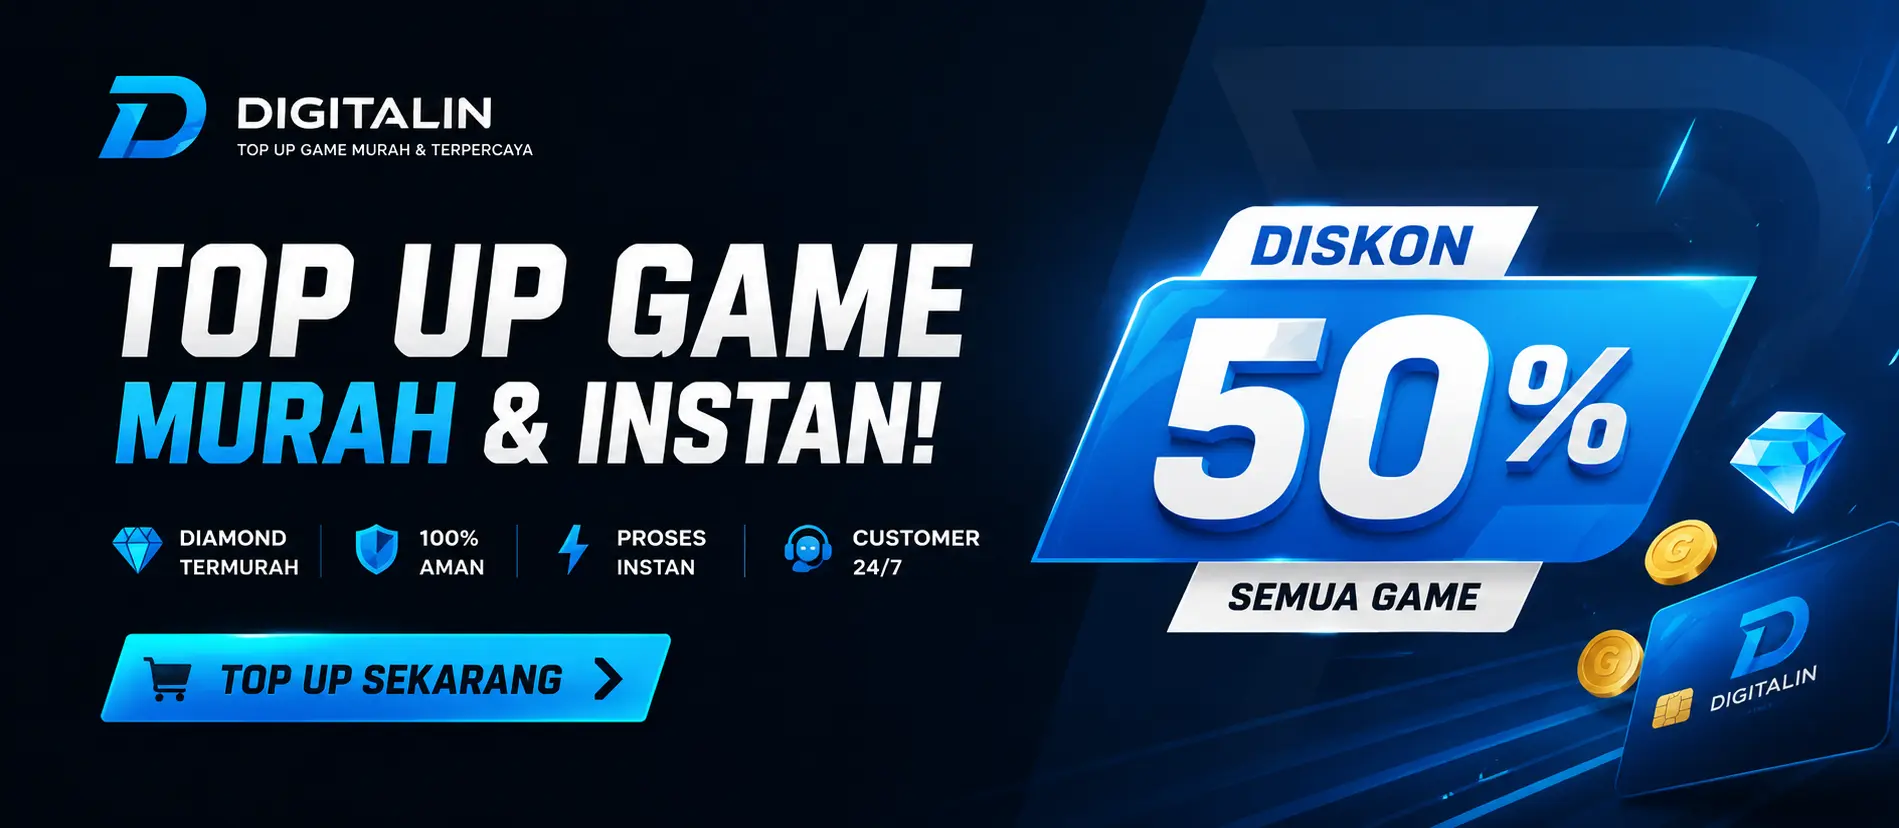 DIGITALIN
TOP UP GAME MURAH & TERPERCAYA
TOP UP GAME
MURAH & INSTAN!
DIAMOND
TERMURAH
100%
AMAN
PROSES
INSTAN
CUSTOMER
24/7
TOP UP SEKARANG
DISKON
50%
SEMUA GAME
G
G
DIGITALIN